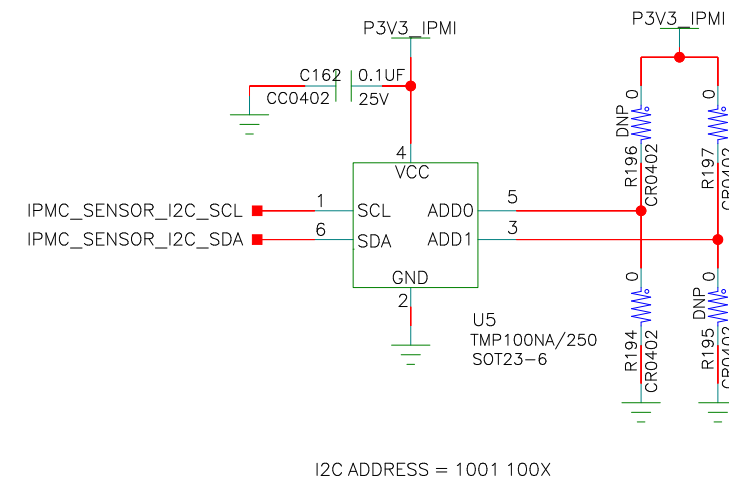 P3V3_IPMI
P3V3_IPMI
C162 0.1UF
CC0402 25V
0
0
DNP
R196
CR0402
R197
CR0402
4
VCC
IPMC_SENSOR_I2C_SCL
1
SCL
ADD0
5
IPMC_SENSOR_I2C_SDA
6
SDA
ADD1
3
GND
2
0
0
R194
CR0402
DNP
R195
CR0402
U5
TMP100NA/250
SOT23-6
I2C ADDRESS = 1001 100X